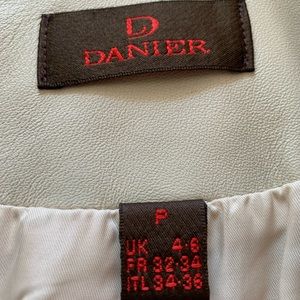 D
DANIER
P
UK 4-6
FR 32-34
ITL 34-36